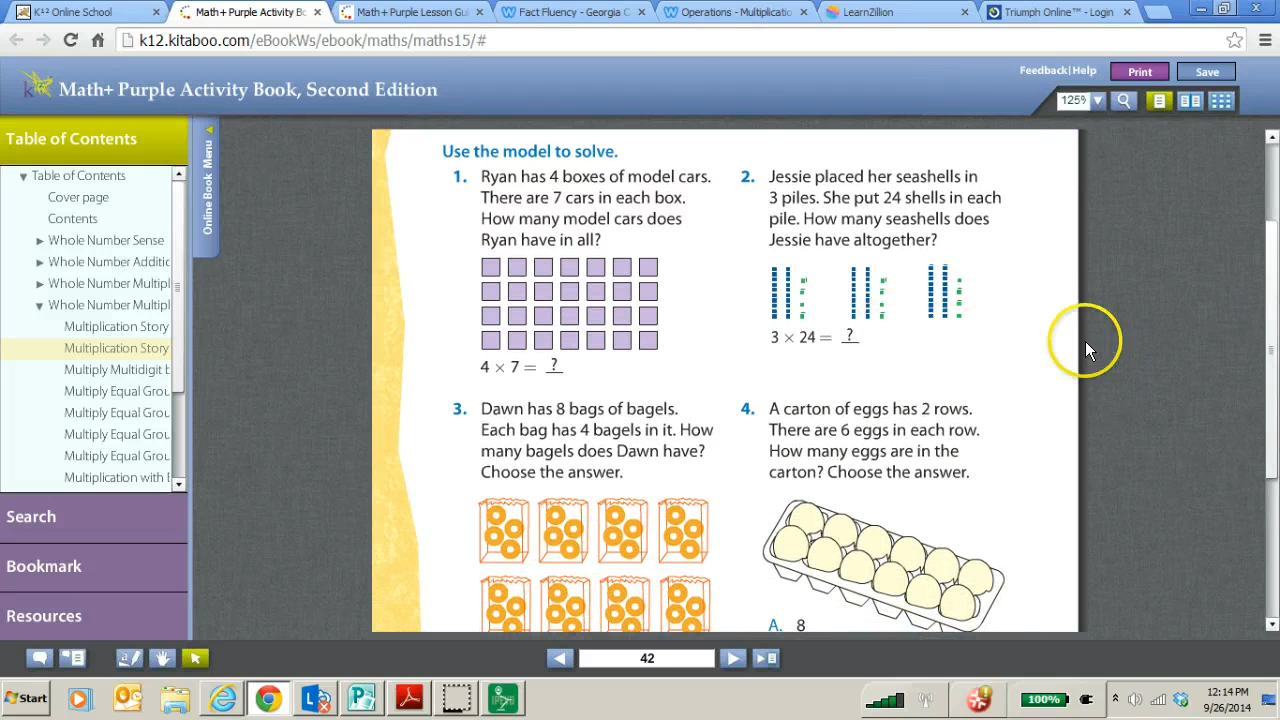 K12 Online School
Math+ Purple Activity Bo
Math+ Purple Lesson Gui
Fact Fluency - Georgia C
Operations - Multiplicatio
LearnZillion
Triumph Online™ - Login
k12.kitaboo.com/eBookWs/ebook/maths/maths15/#
Feedback|Help
Print
Save
Math+ Purple Activity Book, Second Edition
125%
Table of Contents
Online Book Menu
Table of Contents
Cover page
Contents
Whole Number Sense
Whole Number Additic
Whole Number Multipl
Whole Number Multipl
Multiplication Story
Multiplication Story
Multiply Multidigit b
Multiply Equal Grou
Multiply Equal Grou
Multiply Equal Grou
Multiply Equal Grou
Multiplication with
Search
Bookmark
Resources
Use the model to solve.
1. Ryan has 4 boxes of model cars.
There are 7 cars in each box.
How many model cars does
Ryan have in all?
4 × 7 = ?
2. Jessie placed her seashells in
3 piles. She put 24 shells in each
pile. How many seashells does
Jessie have altogether?
3 × 24 = ?
3. Dawn has 8 bags of bagels.
Each bag has 4 bagels in it. How
many bagels does Dawn have?
Choose the answer.
4. A carton of eggs has 2 rows.
There are 6 eggs in each row.
How many eggs are in the
carton? Choose the answer.
A. 8
42
Start
100%
12:14 PM
9/26/2014